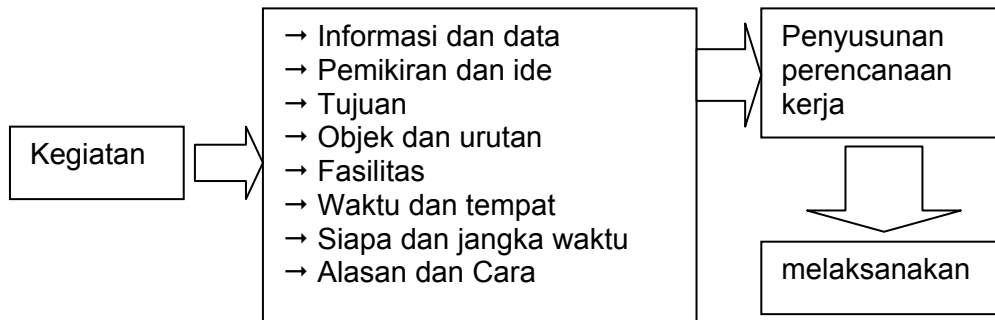 Kegiatan
→ Informasi dan data
→ Pemikiran dan ide
→ Tujuan
→ Objek dan urutan
→ Fasilitas
→ Waktu dan tempat
→ Siapa dan jangka waktu
→ Alasan dan Cara
Penyusunan
perencanaan
kerja
melaksanakan